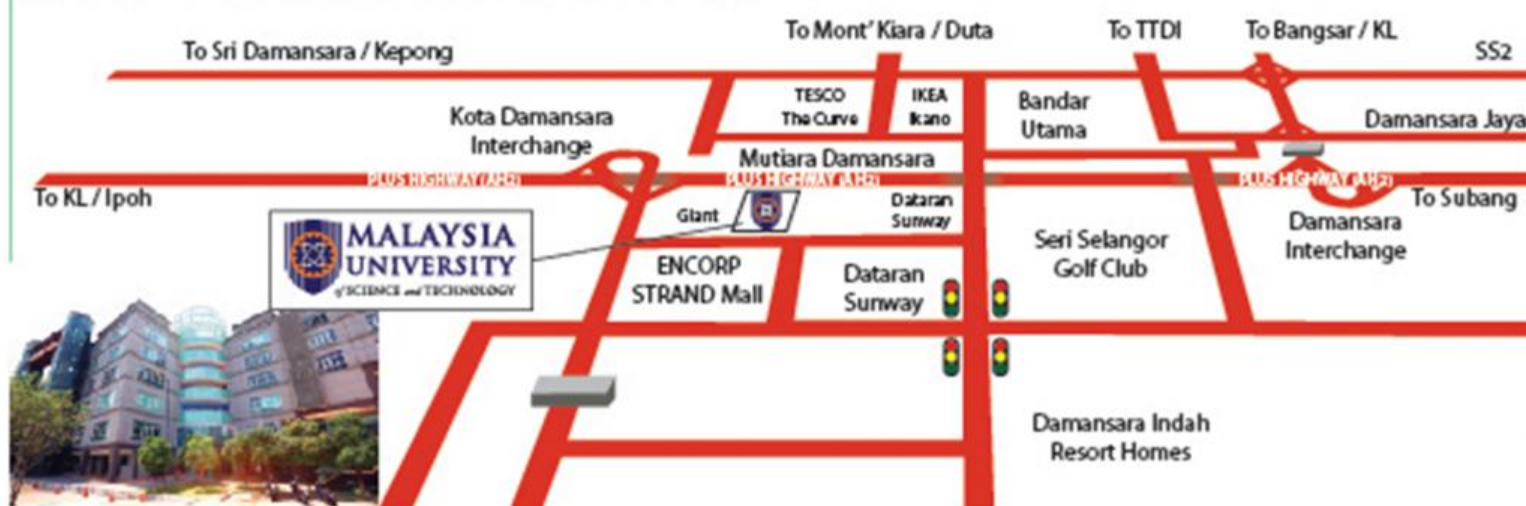 To Sri Damansara / Kepong
To Mont' Kiara / Duta
To TTDI
To Bangsar / KL
SS2
Kota Damansara
Interchange
TESCO
The Curve
IKEA
Ikano
Bandar
Utama
Damansara Jaya
Mutiara Damansara
PLUS HIGHWAY (AH2)
PLUS HIGHWAY (AH2)
PLUS HIGHWAY (AH2)
To KL / Ipoh
To Subang
Giant
Dataran
Sunway
Damansara
Interchange
MALAYSIA
UNIVERSITY
of SCIENCE and TECHNOLOGY
ENCORP
STRAND Mall
Dataran
Sunway
Seri Selangor
Golf Club
Damansara Indah
Resort Homes